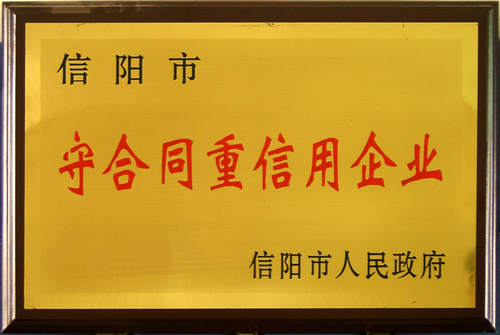 信阳市
守合同重信用企业
信阳市人民政府